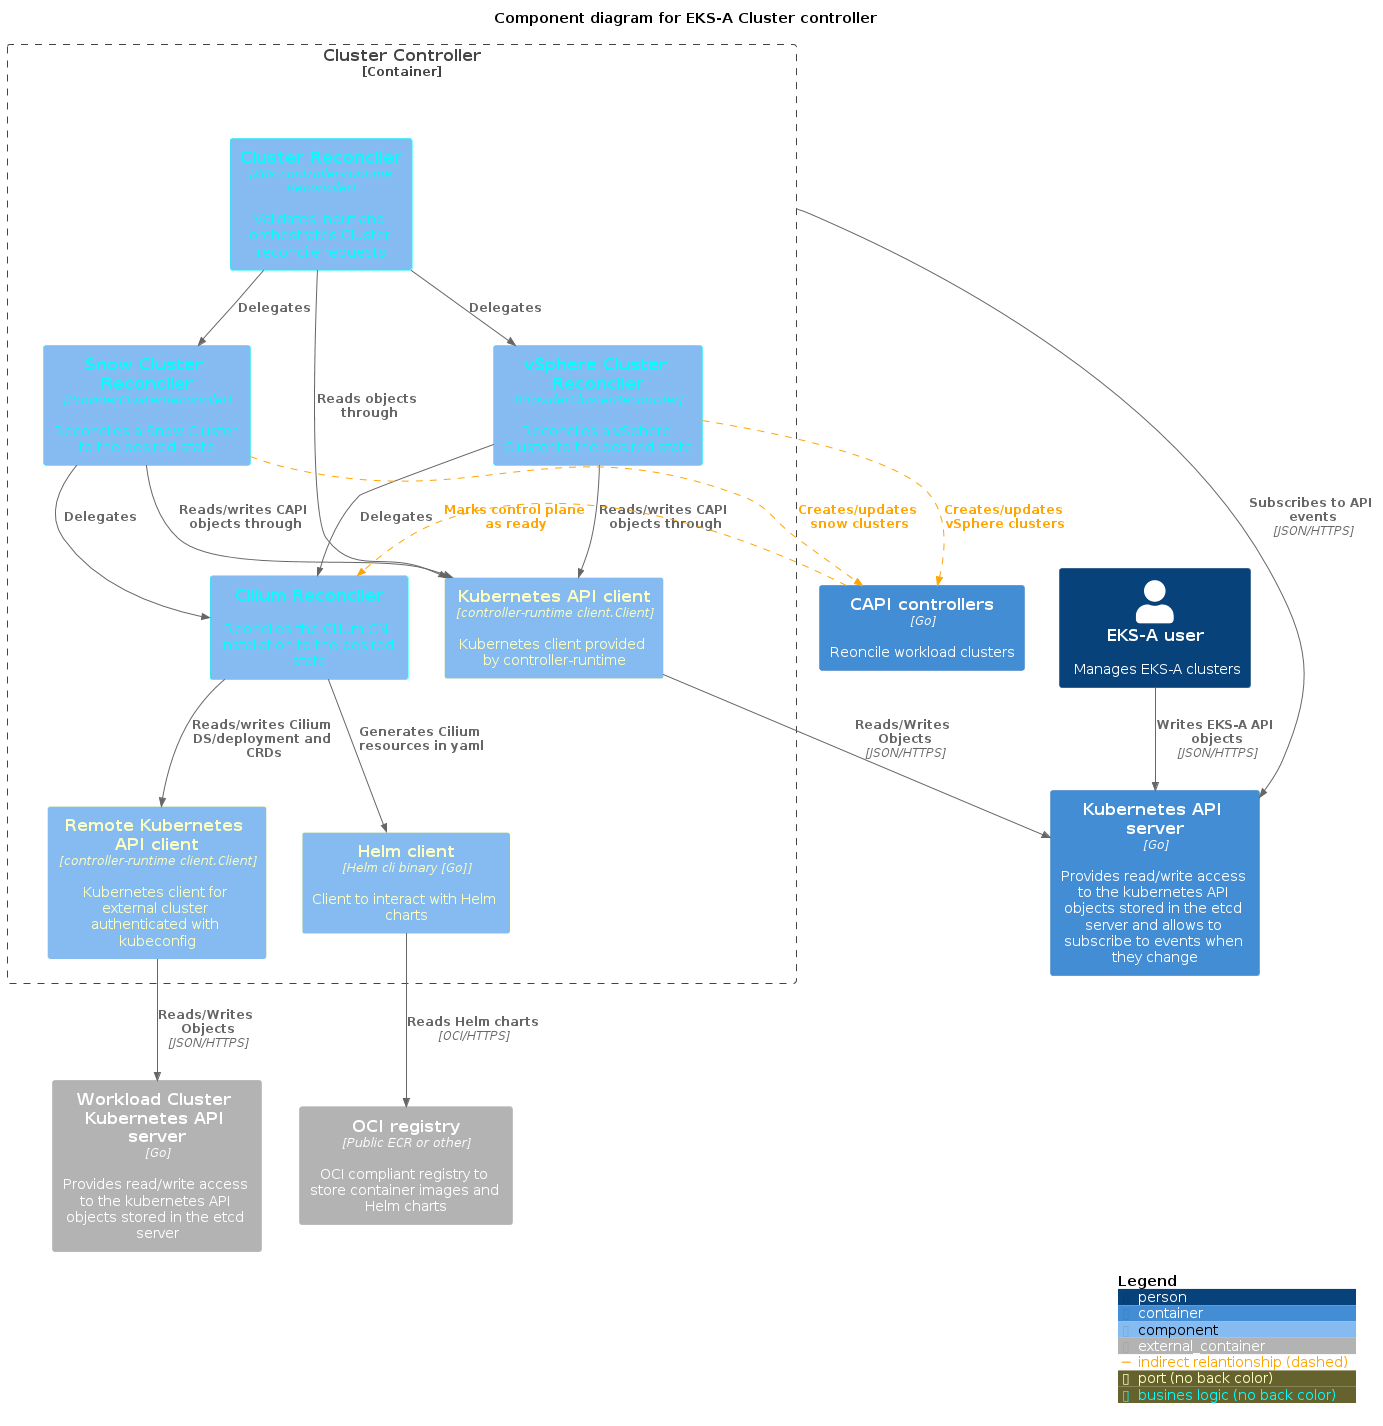 Component diagram for EKS-A Cluster controller
Cluster Controller
[Container]
Cluster Reconciler
[K8s controller-runtime
Reconciler]
Validates input and
orchestrates Cluster
reconcile requests
Delegates
Delegates
Reads objects
through
Snow Cluster
Reconciler
[ProviderClusterReconciler]
Reconciles a Snow Cluster
to the desired state
vSphere Cluster
Reconciler
[ProviderClusterReconciler]
Reconciles a vSphere
Cluster to the desired state
Delegates
Reads/writes CAPI
objects through
Delegates
Marks control plane
as ready
Reads/writes CAPI
objects through
Creates/updates
snow clusters
Creates/updates
vSphere clusters
Subscribes to API
events
[JSON/HTTPS]
Cilium Reconciler
Reonciles the Cilium CNI
installation to the desired
state
Kubernetes API client
[controller-runtime client.Client]
Kubernetes client provided
by controller-runtime
CAPI controllers
[Go]
Reoncile workload clusters
EKS-A user
Manages EKS-A clusters
Reads/writes Cilium
DS/deployment and
CRDs
Generates Cilium
resources in yaml
Reads/Writes
Objects
[JSON/HTTPS]
Writes EKS-A API
objects
[JSON/HTTPS]
Remote Kubernetes
API client
[controller-runtime client.Client]
Kubernetes client for
external cluster
authenticated with
kubeconfig
Helm client
[Helm cli binary [Go]]
Client to interact with Helm
charts
Kubernetes API
server
[Go]
Provides read/write access
to the kubernetes API
objects stored in the etcd
server and allows to
subscribe to events when
they change
Reads/Writes
Objects
[JSON/HTTPS]
Reads Helm charts
[OCI/HTTPS]
Workload Cluster
Kubernetes API
server
[Go]
Provides read/write access
to the kubernetes API
objects stored in the etcd
server
OCI registry
[Public ECR or other]
OCI compliant registry to
store container images and
Helm charts
Legend
person
container
component
external_container
indirect relantionship (dashed)
port (no back color)
busines logic (no back color)